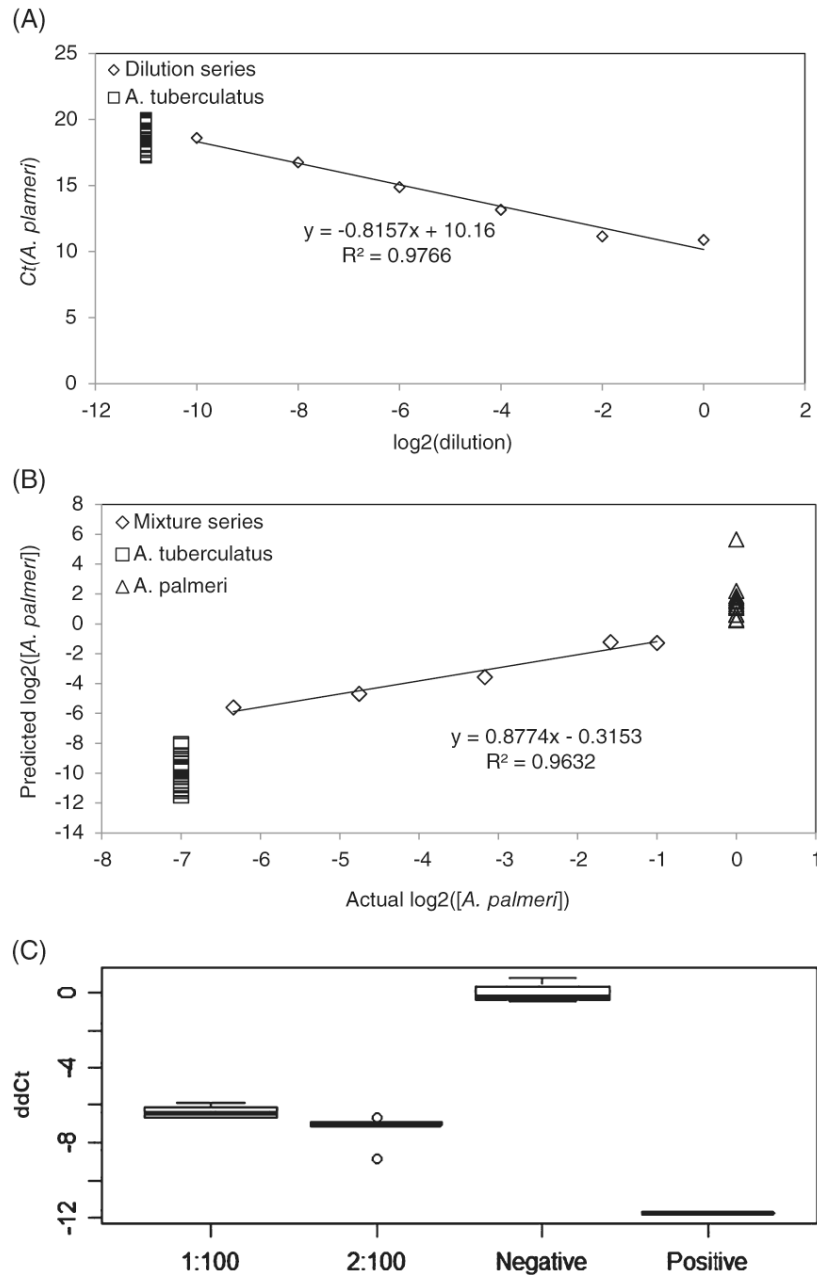 (A)
25
20
15
10
5
0
Dilution series
A. tuberculatus
y = -0.8157x + 10.16
R² = 0.9766
Ct(A. plameri)
-12 -10 -8 -6 -4 -2 0 2
log2(dilution)
(B)
8
6
4
2
0
-2
-4
-6
-8
-10
-12
-14
Mixture series
A. tuberculatus
A. palmeri
y = 0.8774x - 0.3153
R² = 0.9632
Predicted log2([A. palmeri])
-8 -7 -6 -5 -4 -3 -2 -1 0 1
Actual log2([A. palmeri])
(C)
0
-4
-8
-12
ddCt
1:100 2:100 Negative Positive